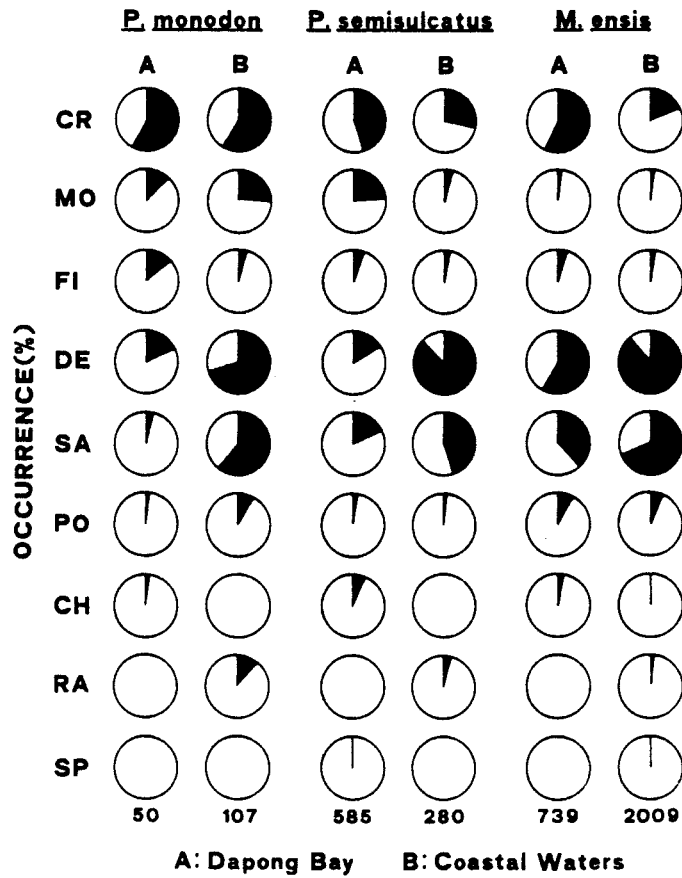 P. monodon P. semisulcatus M. ensis
A B A B A B
CR
MO
FI
DE
SA
PO
CH
RA
SP
OCCURRENCE(%)
50 107 585 280 739 2009
A: Dapong Bay B: Coastal Waters